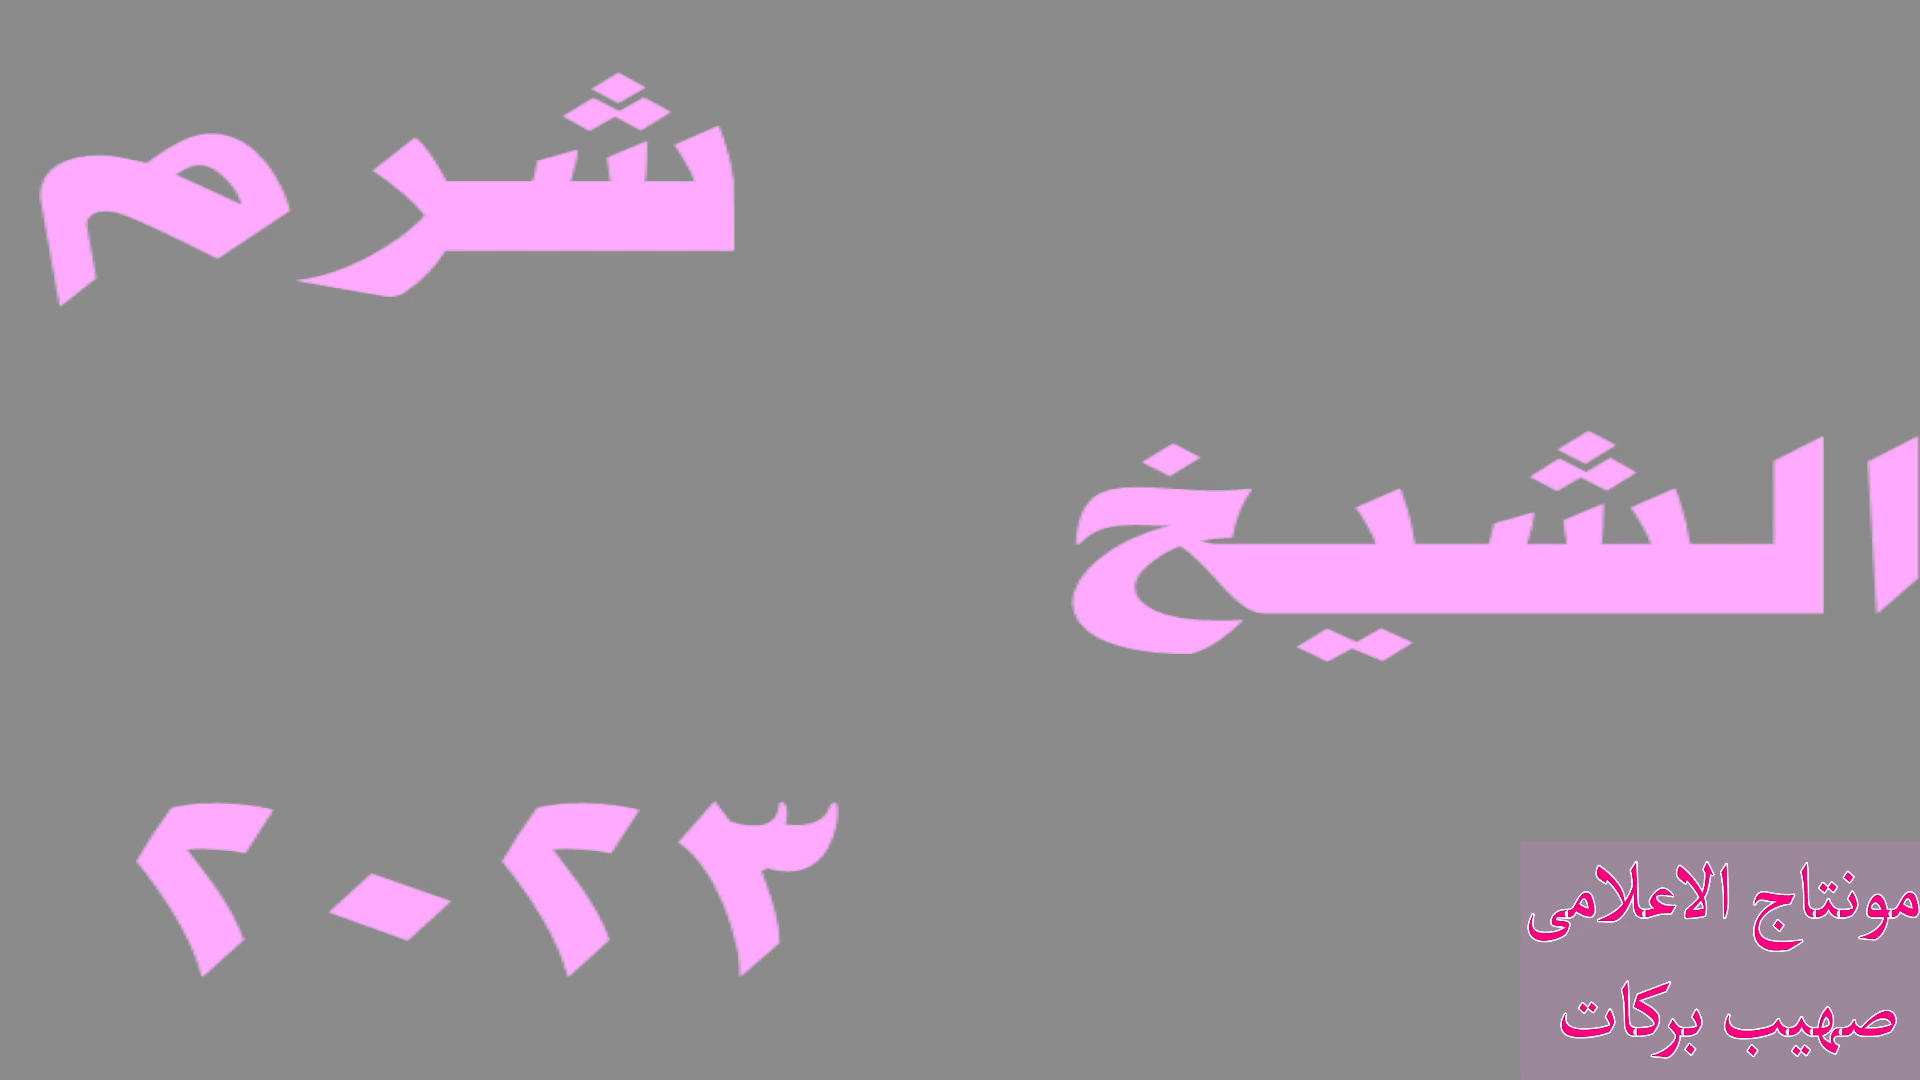 شرم
الشيخ
٢٠٢٣
مونتاج الاعلامى
صهيب بركات